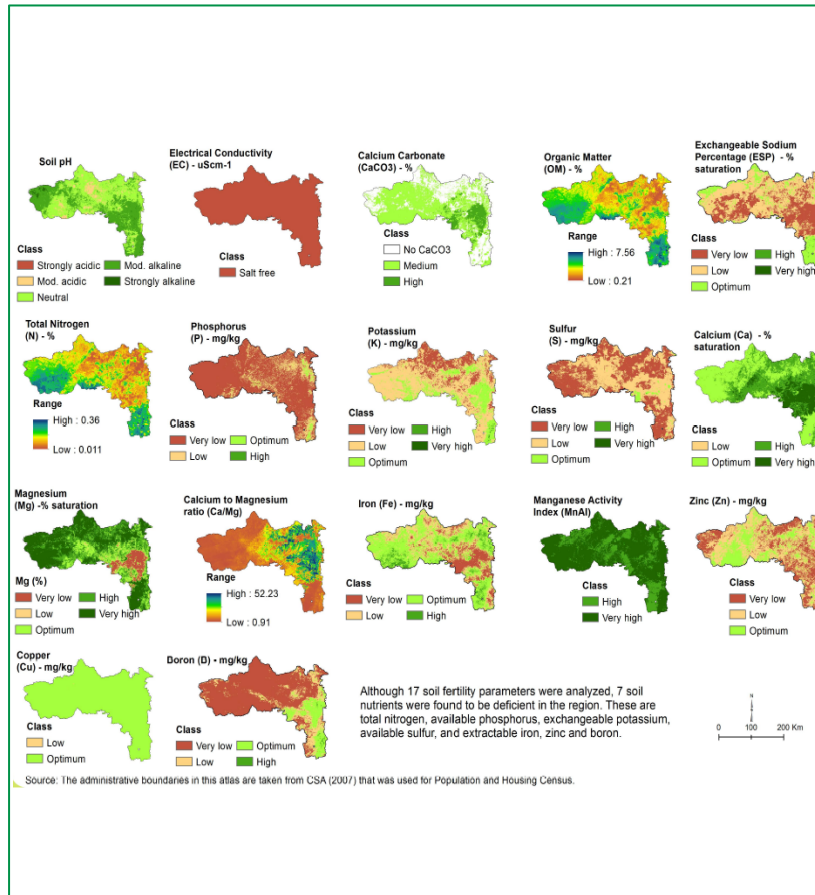 Soil pH
Class
Strongly acidic
Mod. alkaline
Mod. acidic
Strongly alkaline
Neutral
Electrical Conductivity
(EC) - uScm-1
Class
Salt free
Calcium Carbonate
(CaCO3) - %
Class
No CaCO3
Medium
High
Organic Matter
(OM) - %
Range
High : 7.56
Low : 0.21
Exchangeable Sodium
Percentage (ESP) - %
saturation
Class
Very low
High
Low
Very high
Optimum
Total Nitrogen
(N) - %
Range
High : 0.36
Low : 0.011
Phosphorus
(P) - mg/kg
Class
Very low
Optimum
Low
High
Potassium
(K) - mg/kg
Class
Very low
High
Low
Very high
Optimum
Sulfur
(S) - mg/kg
Class
Very low
High
Low
Very high
Optimum
Calcium (Ca) - %
saturation
Class
Low
High
Optimum
Very high
Magnesium
(Mg) -% saturation
Mg (%)
Very low
High
Low
Very high
Optimum
Calcium to Magnesium
ratio (Ca/Mg)
Range
High : 52.23
Low : 0.91
Iron (Fe) - mg/kg
Class
Very low
Optimum
Low
High
Manganese Activity
Index (MnAI)
Class
High
Very high
Zinc (Zn) - mg/kg
Class
Very low
Low
Optimum
Copper
(Cu) - mg/kg
Class
Low
Optimum
Doron (D) - mg/kg
Class
Very low
Optimum
Low
High
Although 17 soil fertility parameters were analyzed, 7 soil
nutrients were found to be deficient in the region. These are
total nitrogen, available phosphorus, exchangeable potassium,
available sulfur, and extractable iron, zinc and boron.
N
0 100 200 Km
Source: The administrative boundaries in this atlas are taken from CSA (2007) that was used for Population and Housing Census.